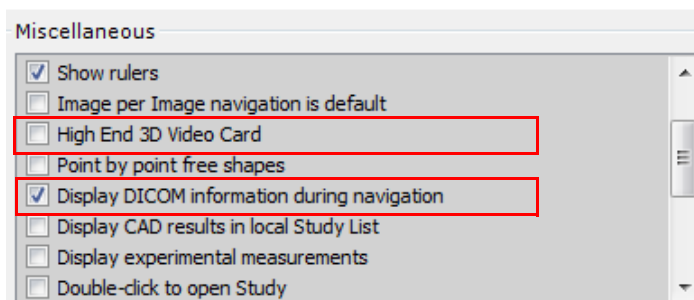 Miscellaneous
Show rulers
Image per Image navigation is default
High End 3D Video Card
Point by point free shapes
Display DICOM information during navigation
Display CAD results in local Study List
Display experimental measurements
Double-click to open Study